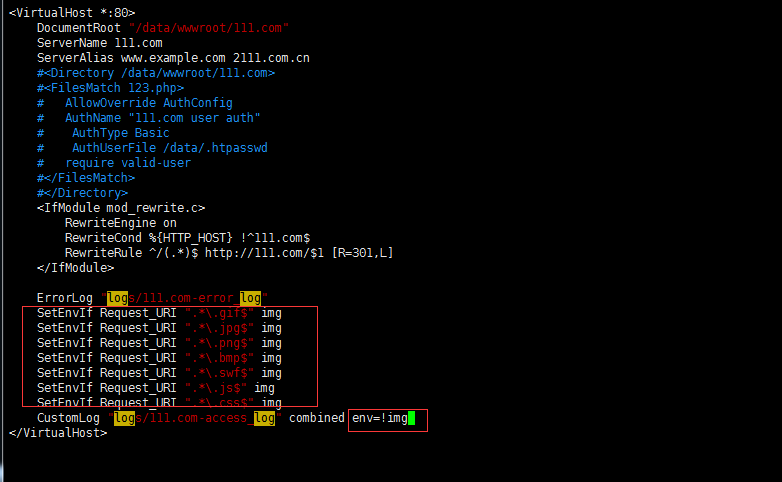 <VirtualHost *:80>
    DocumentRoot "/data/wwwroot/111.com"
    ServerName 111.com
    ServerAlias www.example.com 2111.com.cn
    #<Directory /data/wwwroot/111.com>
    #<FilesMatch 123.php>
    #   AllowOverride AuthConfig
    #   AuthName "111.com user auth"
    #    AuthType Basic
    #    AuthUserFile /data/.htpasswd
    #   require valid-user
    #</FilesMatch>
    #</Directory>
    <IfModule mod_rewrite.c>
        RewriteEngine on
        RewriteCond %{HTTP_HOST} !^111.com$
        RewriteRule ^/(.*)$ http://111.com/$1 [R=301,L]
    </IfModule>

    ErrorLog "logs/111.com-error_log"
    SetEnvIf Request_URI ".*\.gif$" img
    SetEnvIf Request_URI ".*\.jpg$" img
    SetEnvIf Request_URI ".*\.png$" img
    SetEnvIf Request_URI ".*\.bmp$" img
    SetEnvIf Request_URI ".*\.swf$" img
    SetEnvIf Request_URI ".*\.js$" img
    SetEnvIf Request_URI ".*\.css$" img
    CustomLog "logs/111.com-access_log" combined env=!img
</VirtualHost>